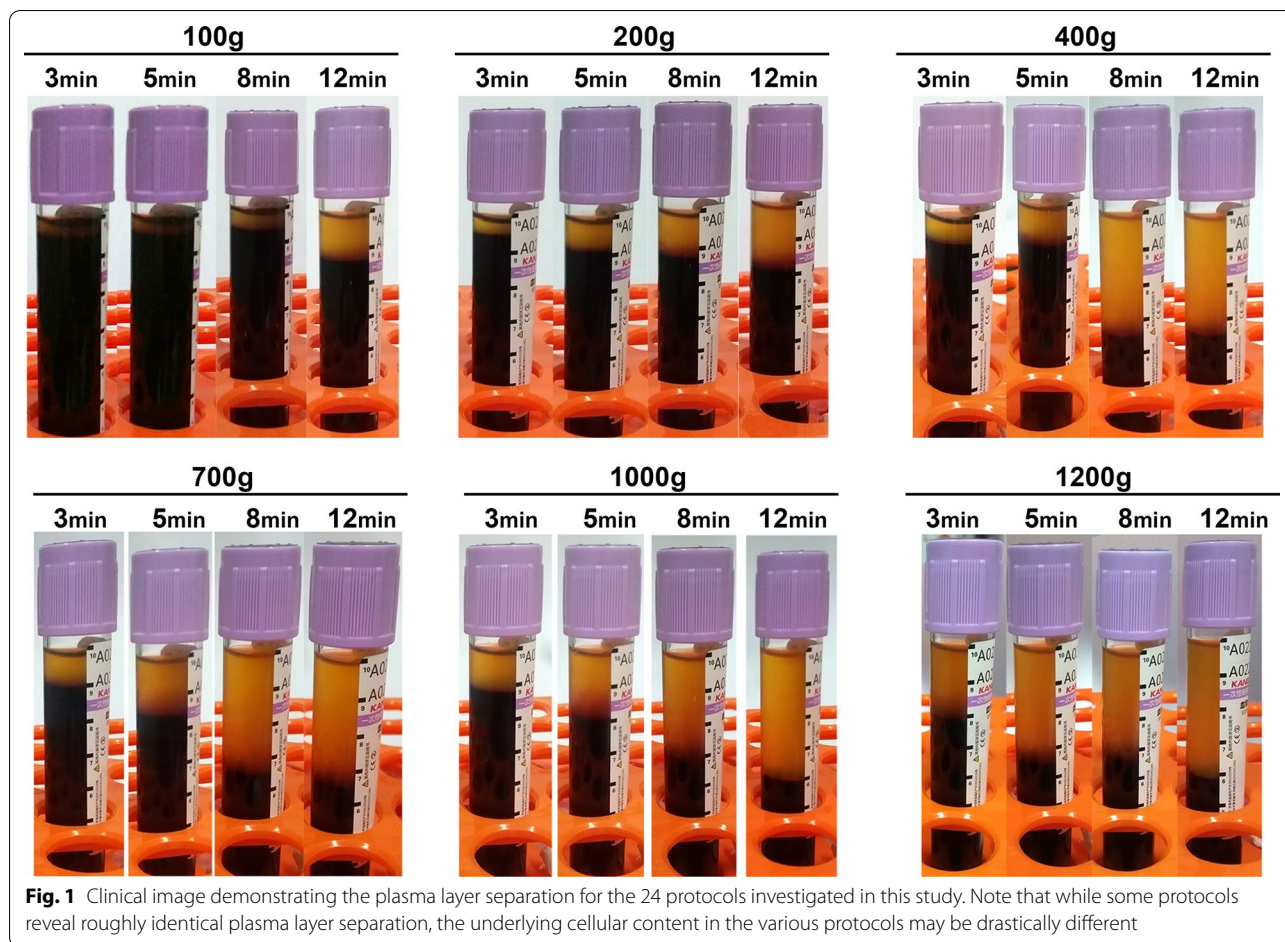 100g
200g
400g
3min 5min 8min 12min
3min 5min 8min 12min
3min 5min 8min 12min
700g
1000g
1200g
3min 5min 8min 12min
3min 5min 8min 12min
3min 5min 8min 12min
Fig. 1 Clinical image demonstrating the plasma layer separation for the 24 protocols investigated in this study. Note that while some protocols
reveal roughly identical plasma layer separation, the underlying cellular content in the various protocols may be drastically different